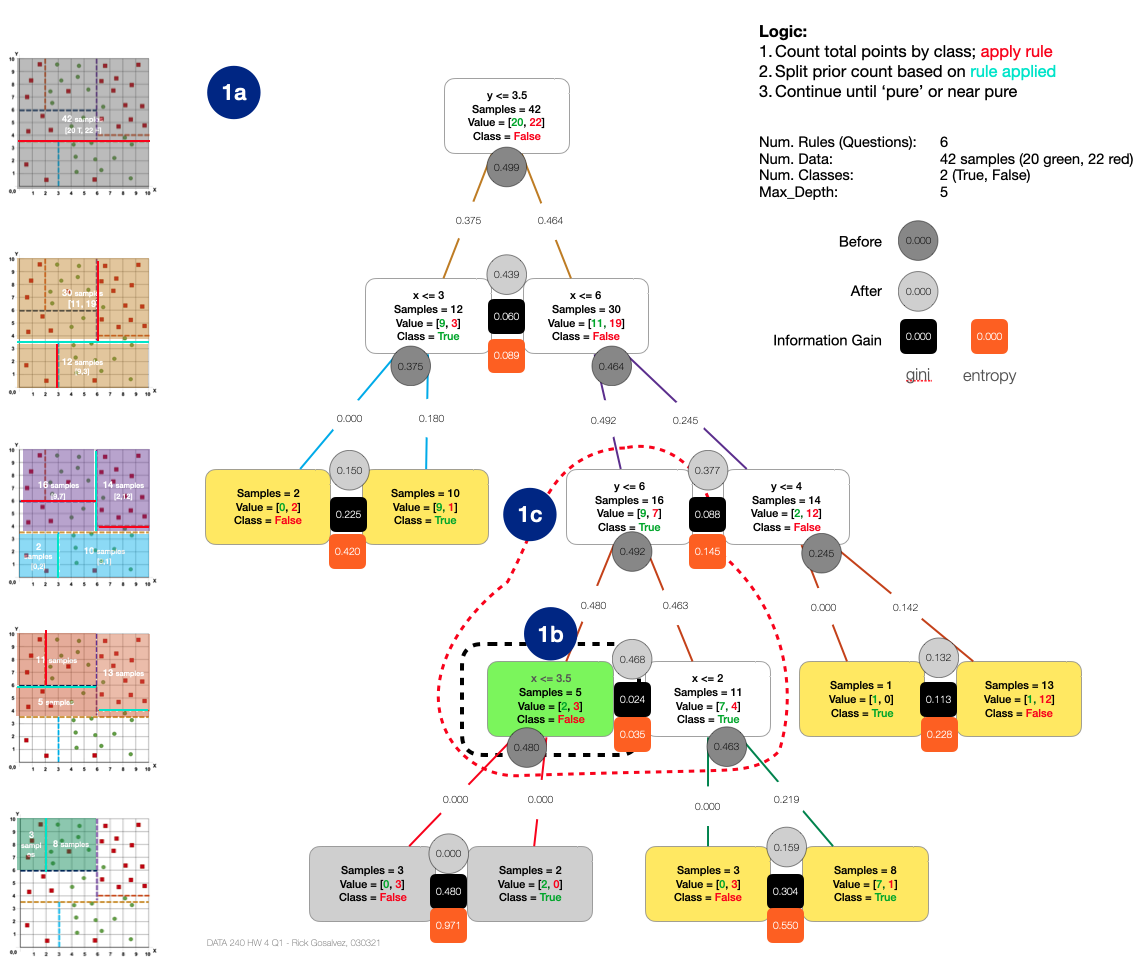 Logic:
1. Count total points by class; apply rule
2. Split prior count based on rule applied
3. Continue until ‘pure’ or near pure
Num. Rules (Questions): 6
Num. Data: 42 samples (20 green, 22 red)
Num. Classes: 2 (True, False)
Max_Depth: 5
Before 0.000
After 0.000
Information Gain 0.000 0.000
gini entropy
1a
y <= 3.5
Samples = 42
Value = [20, 22]
Class = False
0.499
0.375 0.464
x <= 3
Samples = 12
Value = [9, 3]
Class = True
0.375
0.439
0.060
0.089
x <= 6
Samples = 30
Value = [11, 19]
Class = False
0.464
0.000 0.180 0.492 0.245
Samples = 2
Value = [0, 2]
Class = False
0.150
0.225
0.420
Samples = 10
Value = [9, 1]
Class = True
1c
y <= 6
Samples = 16
Value = [9, 7]
Class = True
0.492
0.377
0.088
0.145
y <= 4
Samples = 14
Value = [2, 12]
Class = False
0.245
0.480 0.463 0.000 0.142
1b
x <= 3.5
Samples = 5
Value = [2, 3]
Class = False
0.480
0.468
0.024
0.035
x <= 2
Samples = 11
Value = [7, 4]
Class = True
0.463
Samples = 1
Value = [1, 0]
Class = True
0.132
0.113
0.228
Samples = 13
Value = [1, 12]
Class = False
0.000 0.000 0.000 0.219
Samples = 3
Value = [0, 3]
Class = False
0.000
0.480
0.971
Samples = 2
Value = [2, 0]
Class = True
Samples = 3
Value = [0, 3]
Class = False
0.159
0.304
0.550
Samples = 8
Value = [7, 1]
Class = True
42 samples
30 samples
[11, 19
12 samples
[9,3]
16 samples
[9,7]
14 samples
[2,12]
2
samples
samples
11 samples
13 samples
5 samples
3
8 samples
DATA 240 HW 4 Q1 - Rick Gosalvez, 030321